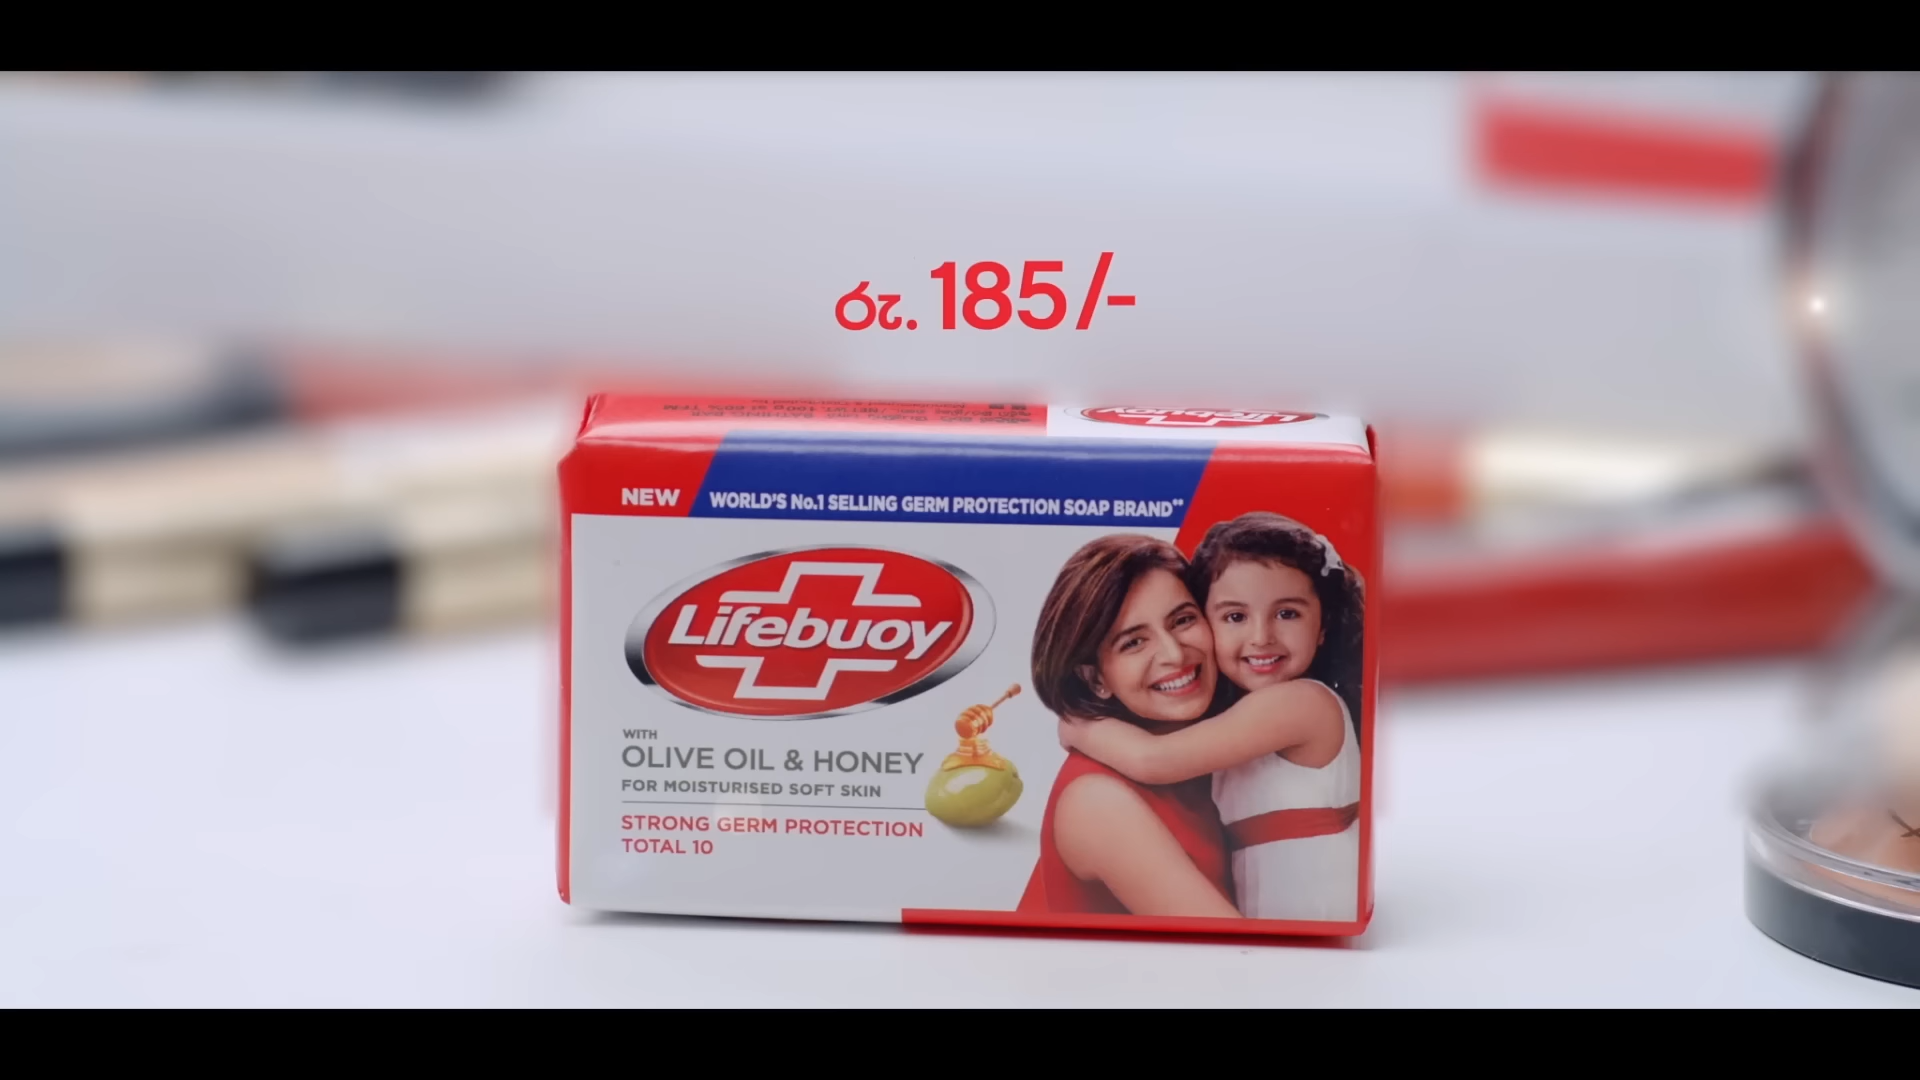 රු. 185/-
Lifebuoy
NEW
WORLD'S No.1 SELLING GERM PROTECTION SOAP BRAND**
Lifebuoy
WITH
OLIVE OIL & HONEY
FOR MOISTURISED SOFT SKIN
STRONG GERM PROTECTION
TOTAL 10